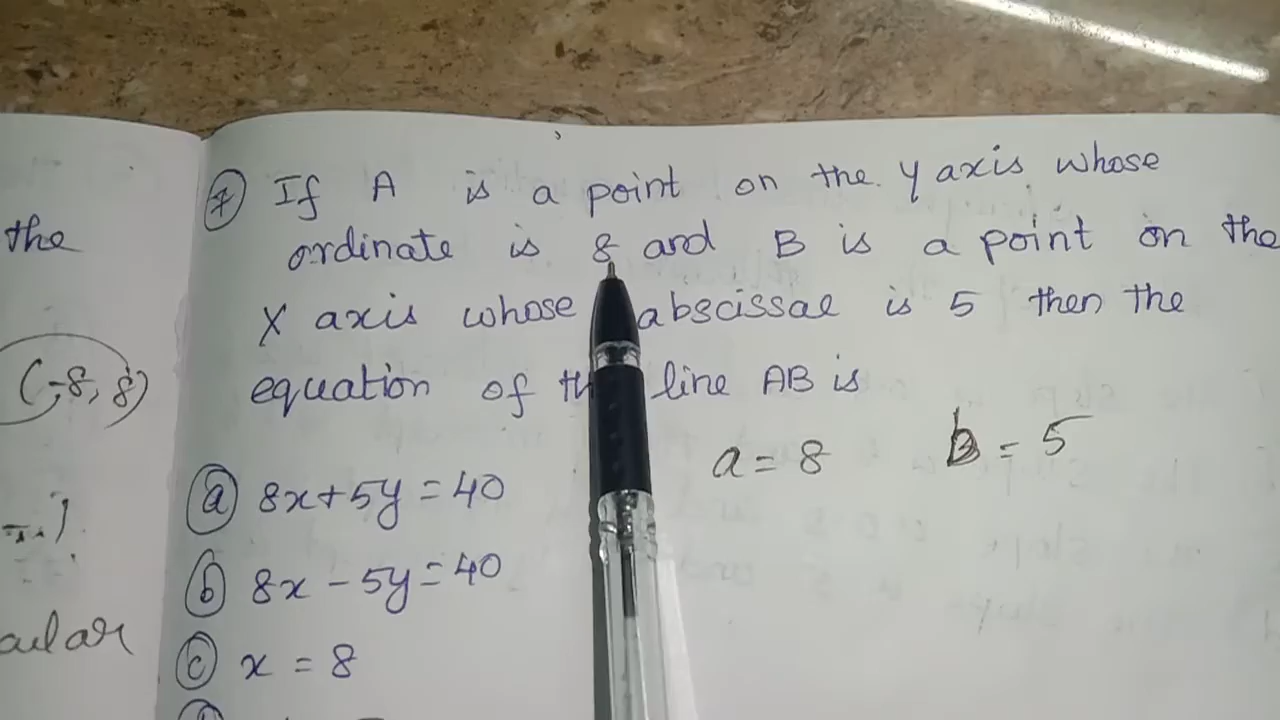 the
(-8, 8)
⑦ If A is a point on the y axis whose
ordinate is 8 and B is a point on the
X axis whose abscissae is 5 then the
equation of the line AB is
a = 8 b = 5
ⓐ 8x+5y=40
ⓑ 8x-5y=40
ⓒ x = 8